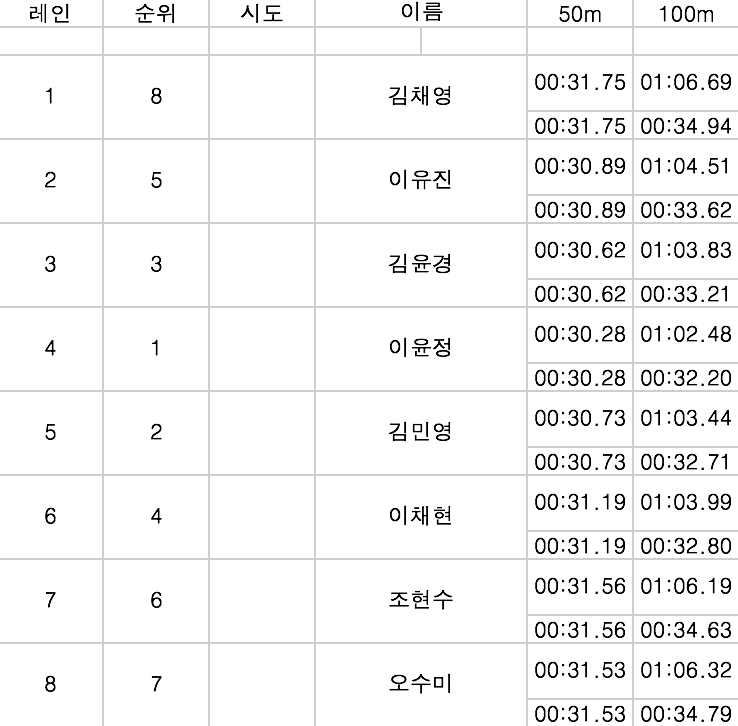 레인 순위 시도 이름 50m 100m
1 8 김채영 00:31.75 01:06.69
00:31.75 00:34.94
2 5 이유진 00:30.89 01:04.51
00:30.89 00:33.62
3 3 김윤경 00:30.62 01:03.83
00:30.62 00:33.21
4 1 이윤정 00:30.28 01:02.48
00:30.28 00:32.20
5 2 김민영 00:30.73 01:03.44
00:30.73 00:32.71
6 4 이채현 00:31.19 01:03.99
00:31.19 00:32.80
7 6 조현수 00:31.56 01:06.19
00:31.56 00:34.63
8 7 오수미 00:31.53 01:06.32
00:31.53 00:34.79